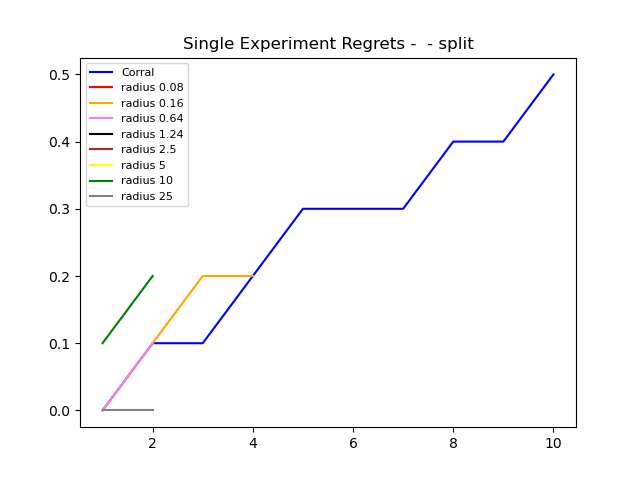 Single Experiment Regrets -  - split
Corral
radius 0.08
radius 0.16
radius 0.64
radius 1.24
radius 2.5
radius 5
radius 10
radius 25
0.5
0.4
0.3
0.2
0.1
0.0
2 4 6 8 10